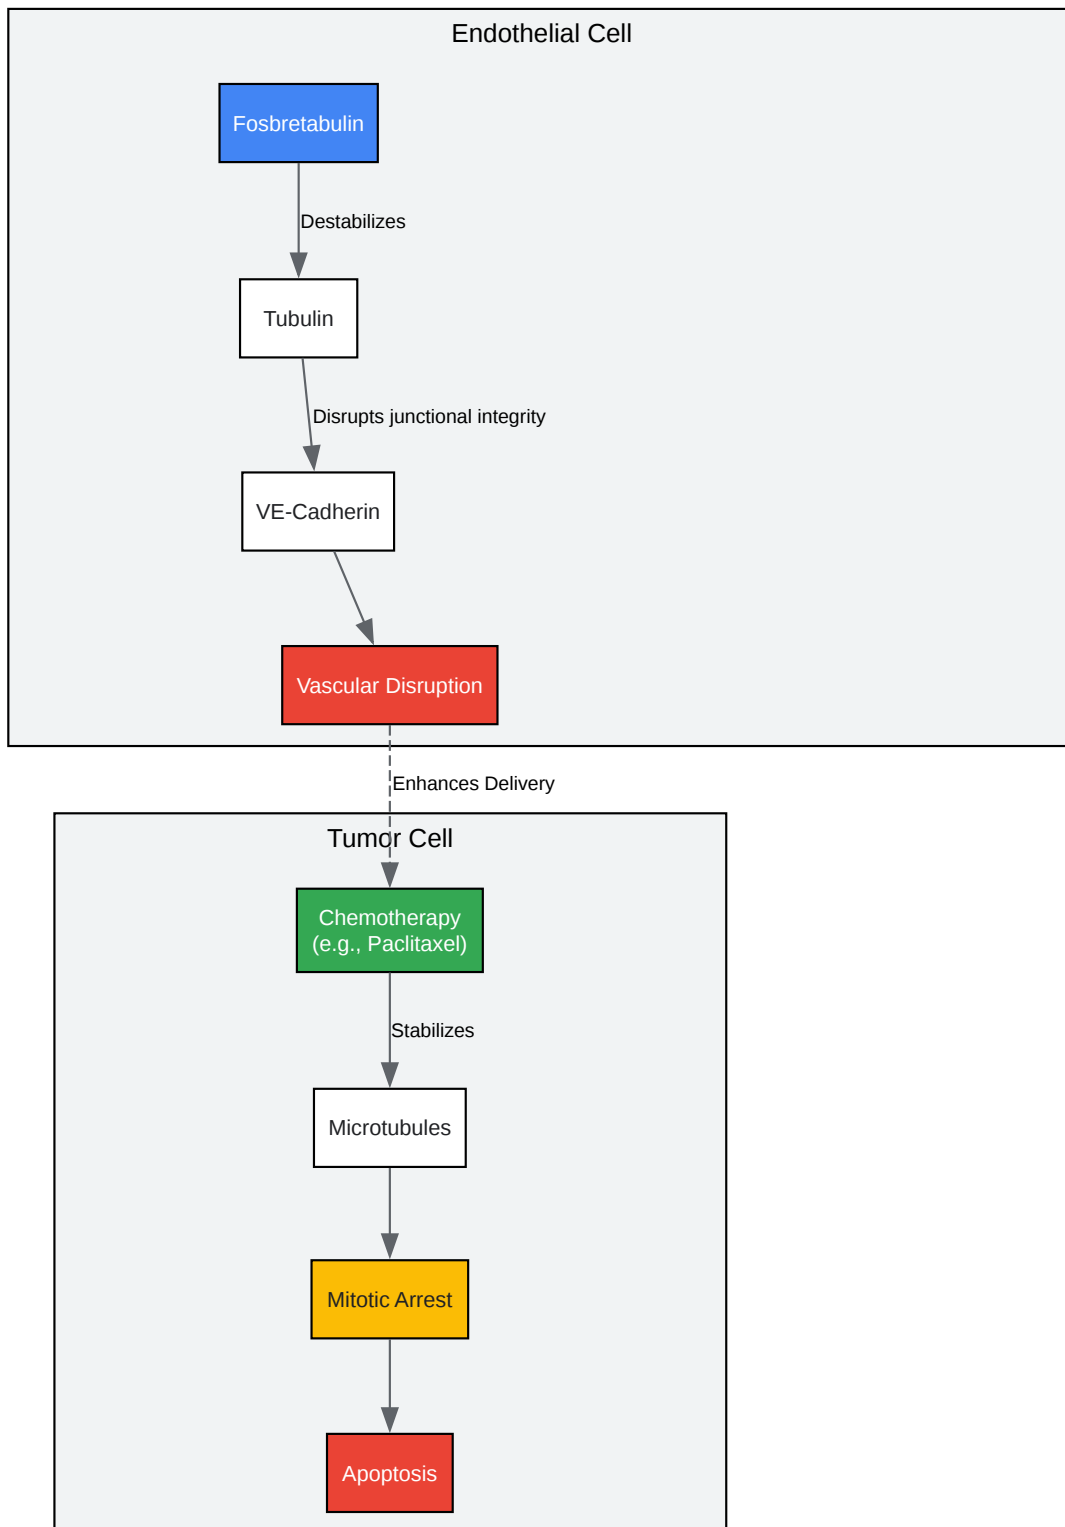 Endothelial Cell
Fosbretabulin
Destabilizes
Tubulin
Disrupts junctional integrity
VE-Cadherin
Vascular Disruption
Enhances Delivery
Tumor Cell
Chemotherapy
(e.g., Paclitaxel)
Stabilizes
Microtubules
Mitotic Arrest
Apoptosis